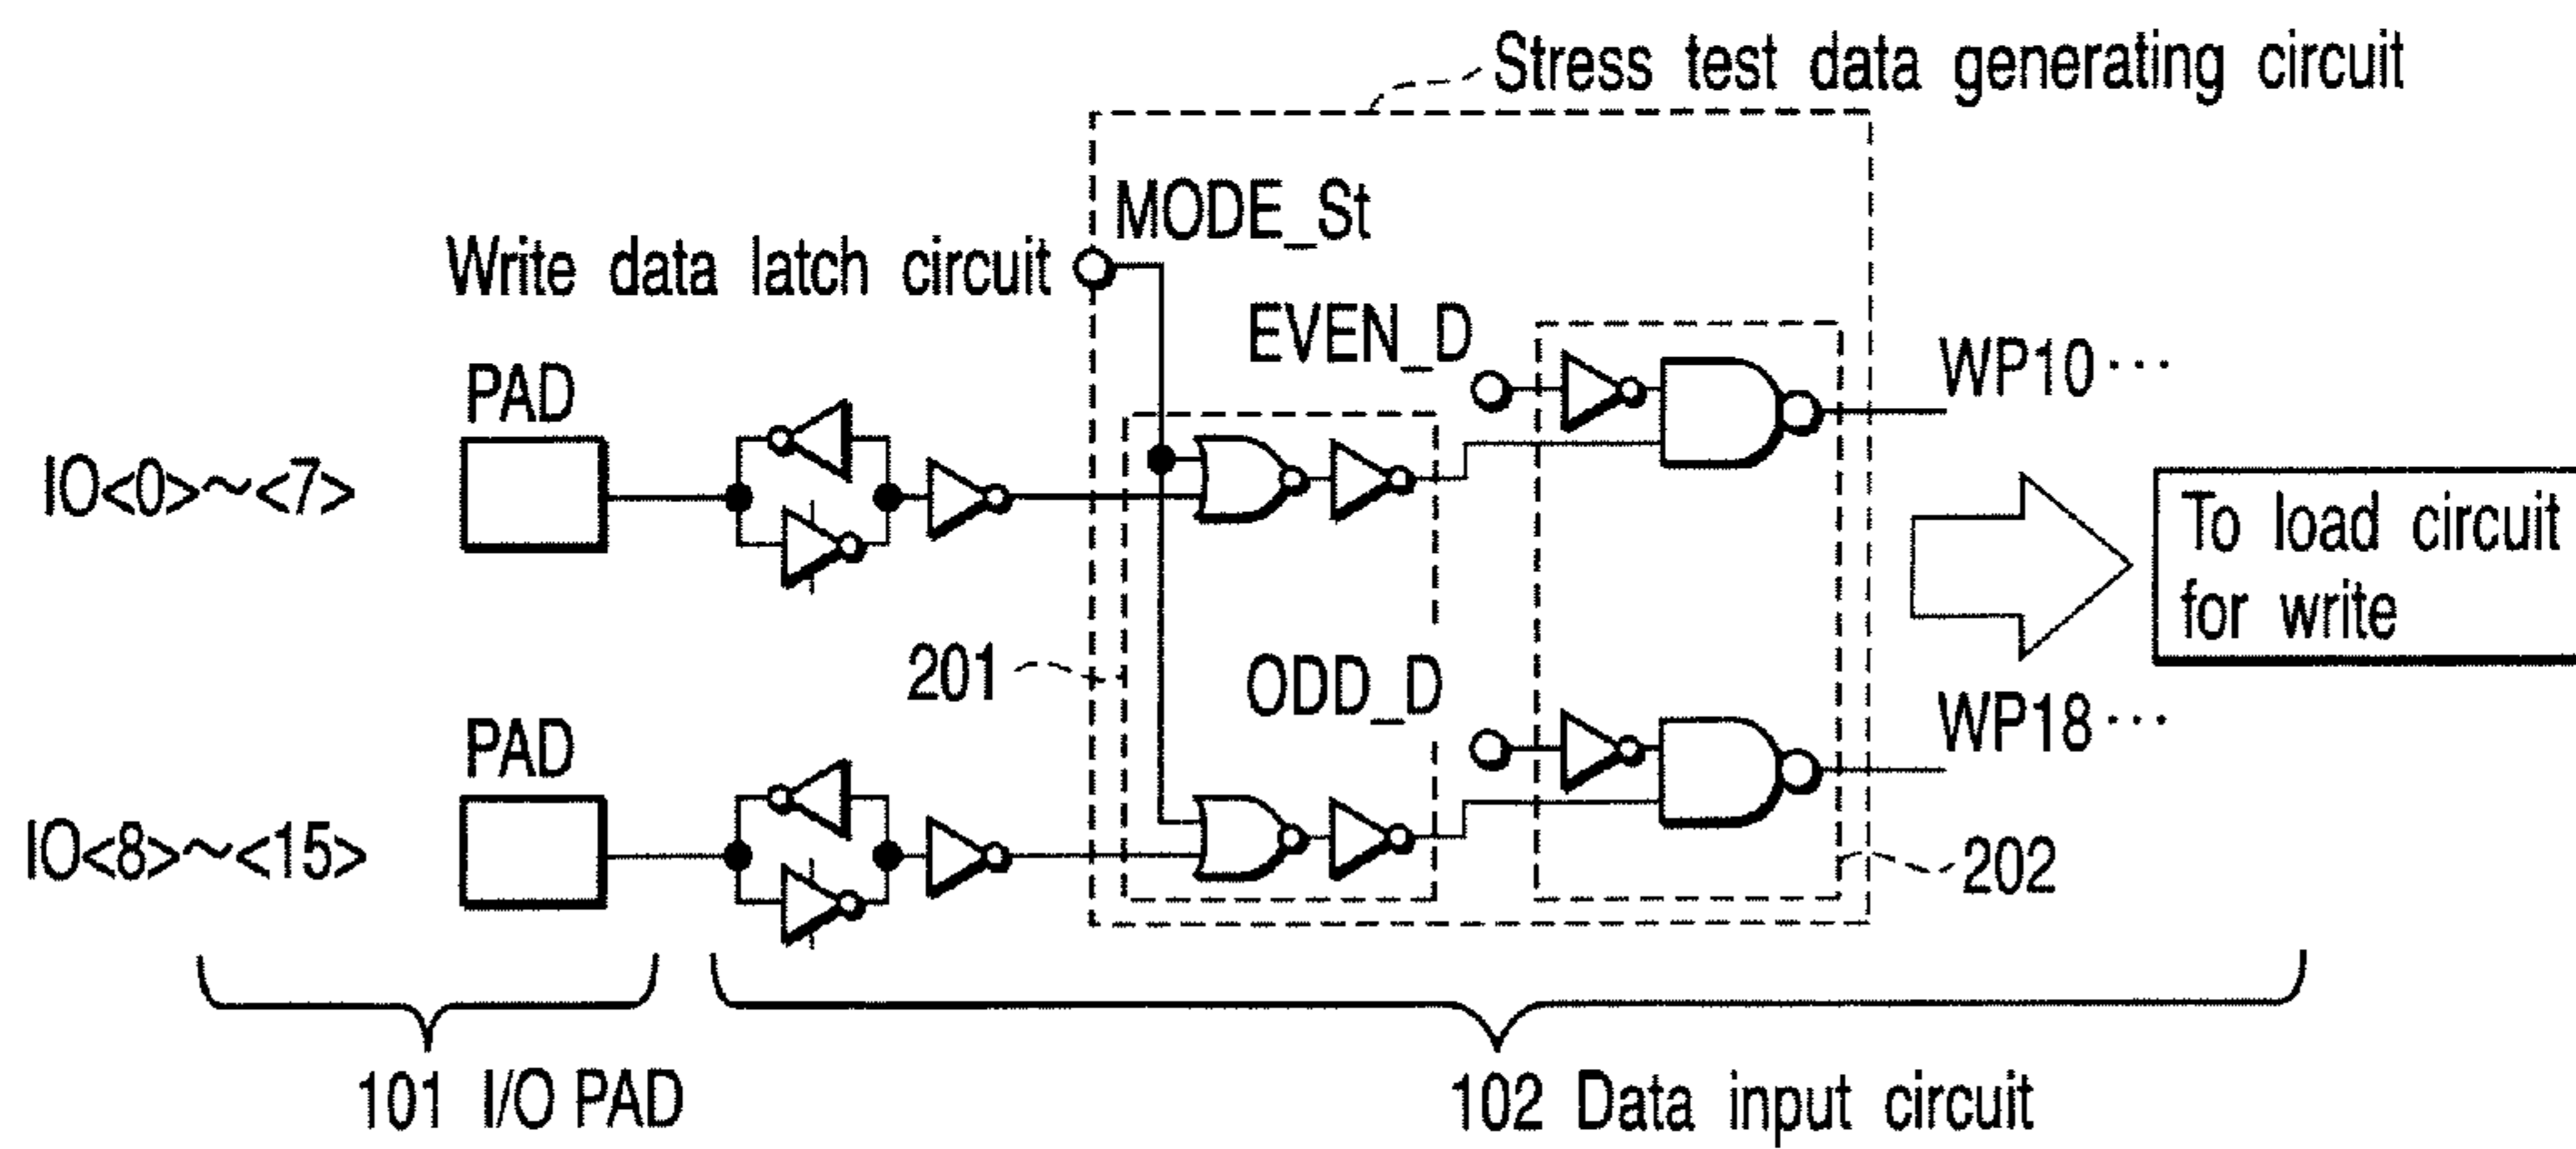 Stress test data generating circuit
MODE_St
Write data latch circuit
EVEN_D
WP10···
PAD
IO<0>~<7>
To load circuit
for write
201
ODD_D
WP18···
PAD
IO<8>~<15>
202
101 I/O PAD
102 Data input circuit